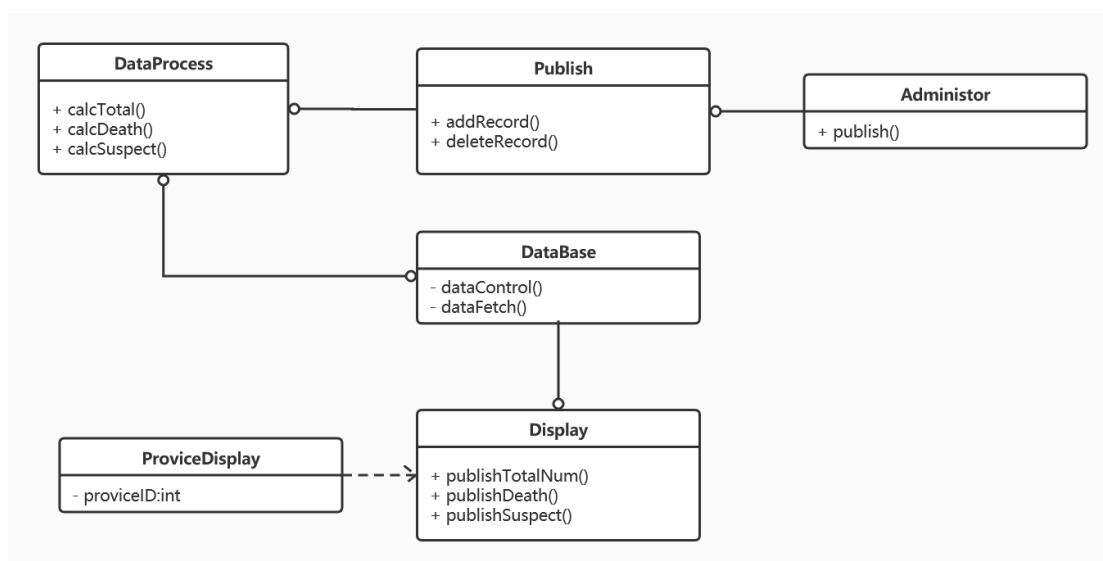 DataProcess
+ calcTotal()
+ calcDeath()
+ calcSuspect()
Publish
+ addRecord()
+ deleteRecord()
Administor
+ publish()
DataBase
- dataControl()
- dataFetch()
ProviceDisplay
- proviceID:int
Display
+ publishTotalNum()
+ publishDeath()
+ publishSuspect()